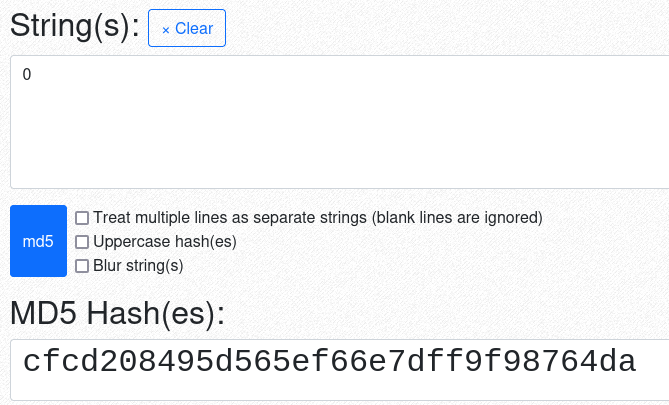 String(s): × Clear
0
md5
Treat multiple lines as separate strings (blank lines are ignored)
Uppercase hash(es)
Blur string(s)
MD5 Hash(es):
cfcd208495d565ef66e7dff9f98764da